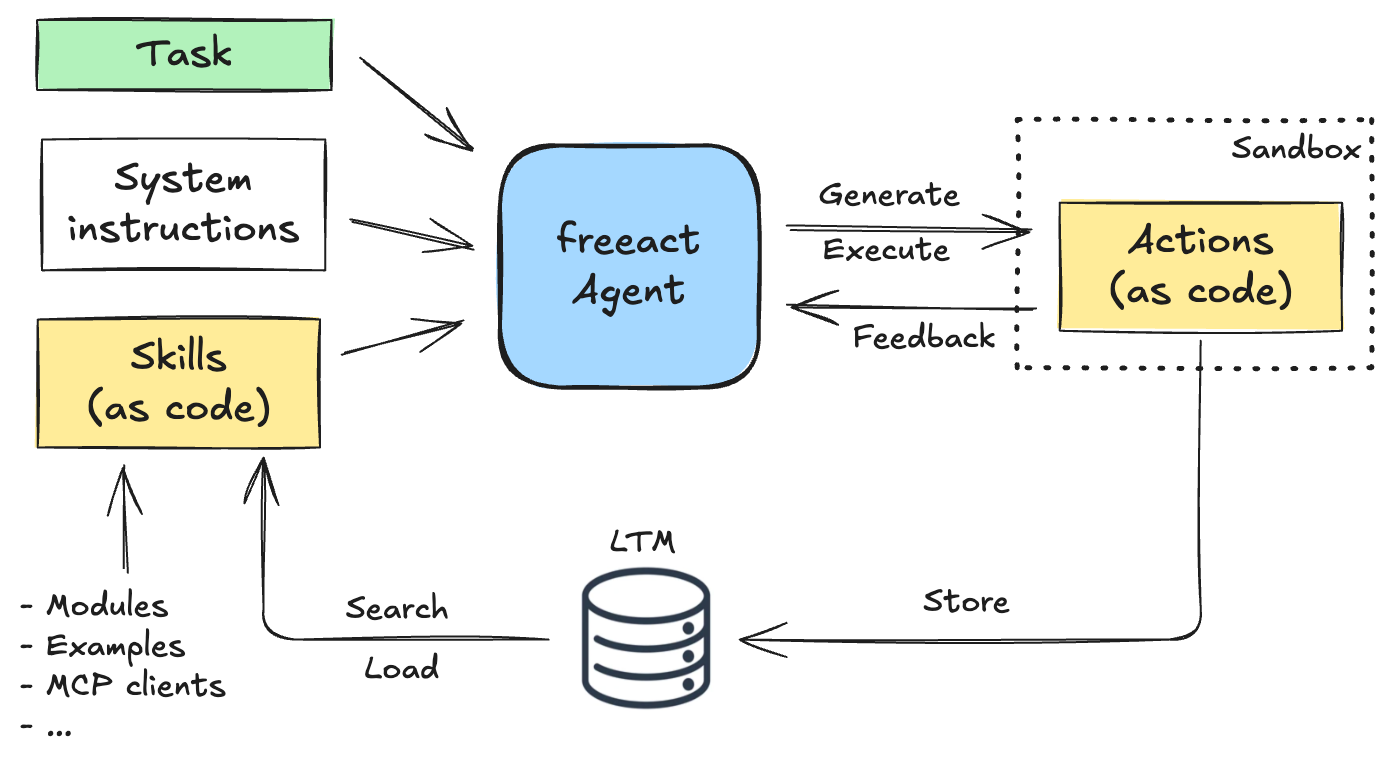 Task
System
instructions
Skills
(as code)
freeact
Agent
Generate
Execute
Feedback
Sandbox
Actions
(as code)
- Modules
- Examples
- MCP clients
- ...
Search
Load
LTM
Store